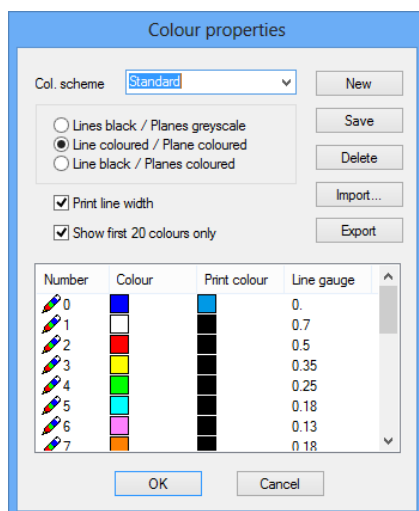 Colour properties
Col. scheme Standard New
Lines black / Planes greyscale Save
Line coloured / Plane coloured
Line black / Planes coloured Delete
Print line width Import...
Show first 20 colours only Export
Number Colour Print colour Line gauge
0 0.
1 0.7
2 0.5
3 0.35
4 0.25
5 0.18
6 0.13
7 0.18
OK Cancel